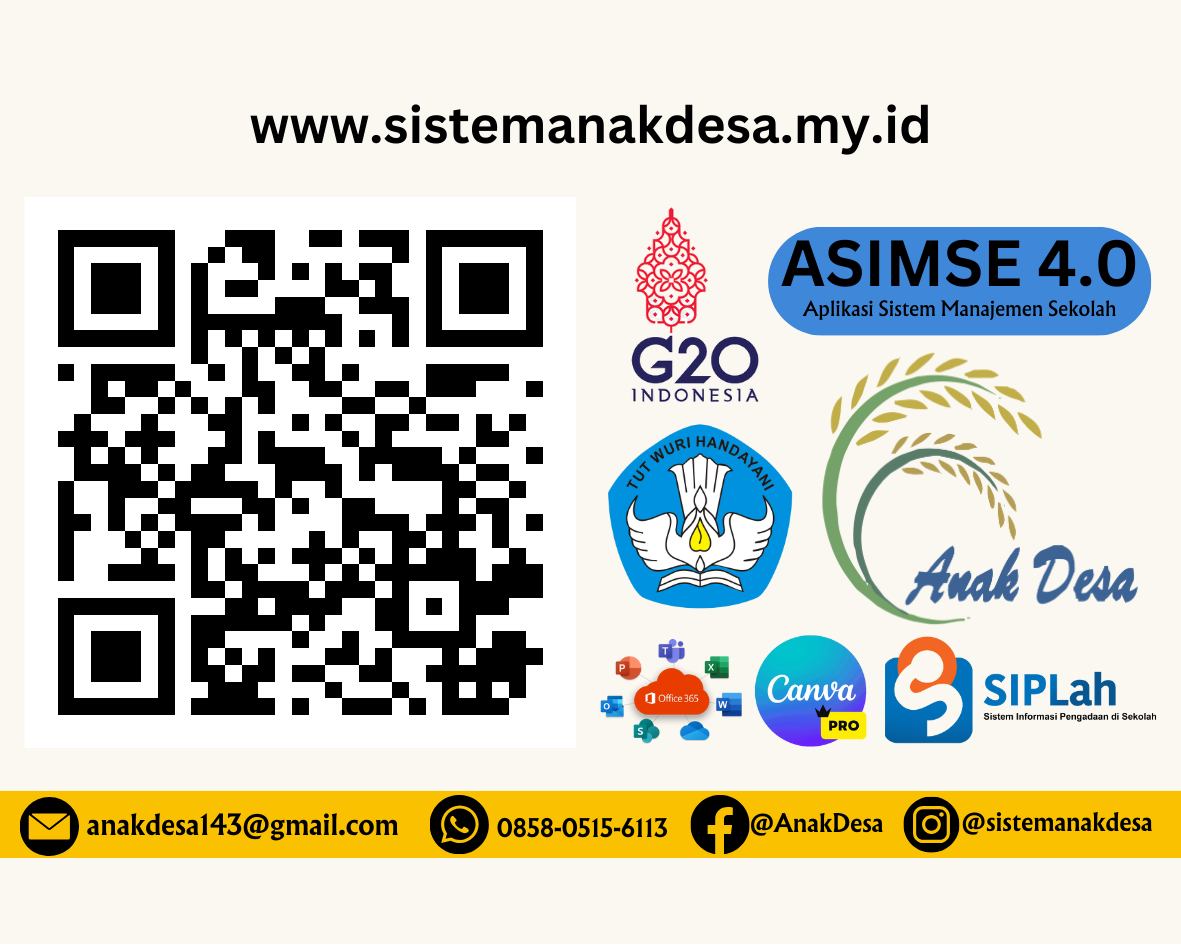 www.sistemanakdesa.my.id
G20
INDONESIA
ASIMSE 4.0
Aplikasi Sistem Manajemen Sekolah
TUT WURI HANDAYANI
Anak Desa
T
P
X
Office 365
O
W
S
Canva
PRO
SIPLah
Sistem Informasi Pengadaan di Sekolah
anakdesa143@gmail.com
0858-0515-6113
@AnakDesa
@sistemanakdesa